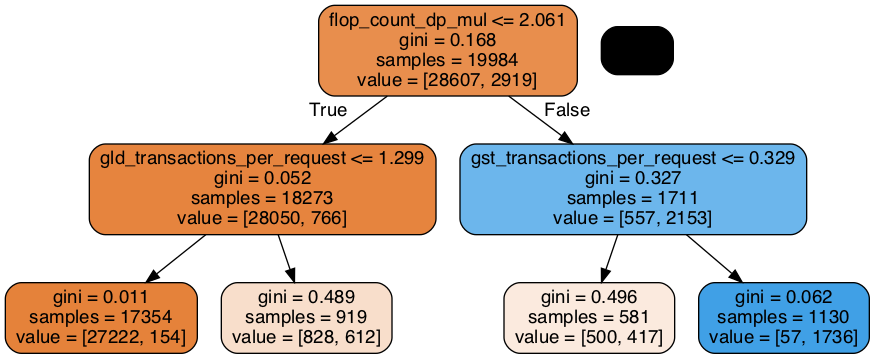 flop_count_dp_mul <= 2.061
gini = 0.168
samples = 19984
value = [28607, 2919]
True
False
gld_transactions_per_request <= 1.299
gini = 0.052
samples = 18273
value = [28050, 766]
gst_transactions_per_request <= 0.329
gini = 0.327
samples = 1711
value = [557, 2153]
gini = 0.011
samples = 17354
value = [27222, 154]
gini = 0.489
samples = 919
value = [828, 612]
gini = 0.496
samples = 581
value = [500, 417]
gini = 0.062
samples = 1130
value = [57, 1736]